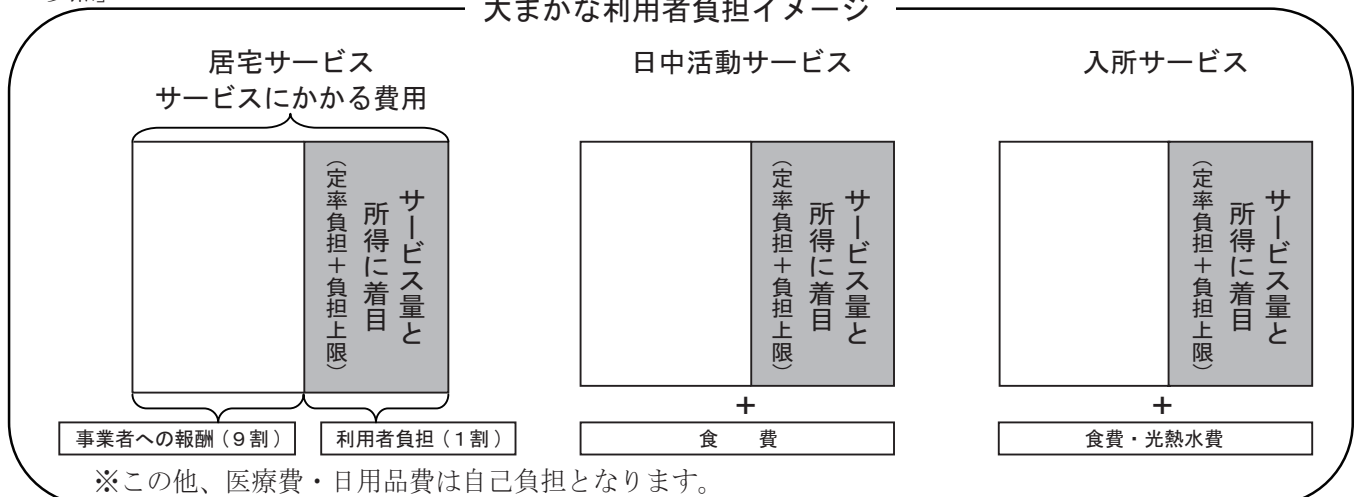 大まかな利用者負担イメージ
居宅サービス
サービスにかかる費用
サービス量と
所得に着目
（定率負担＋負担上限）
事業者への報酬（９割）
利用者負担（１割）
日中活動サービス
サービス量と
所得に着目
（定率負担＋負担上限）
＋
食　費
入所サービス
サービス量と
所得に着目
（定率負担＋負担上限）
＋
食費・光熱水費
※この他、医療費・日用品費は自己負担となります。